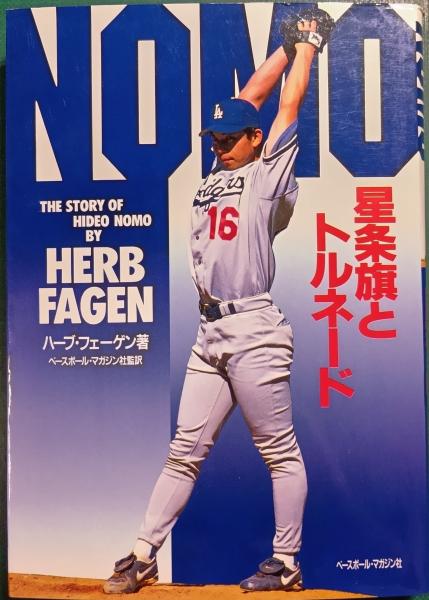 NOMO
THE STORY OF
HIDEO NOMO
BY
HERB
FAGEN
ハーブ・フェーゲン著
ベースボール・マガジン社監訳
星条旗と
トルネード
LA
Dodgers
16
ベースボール・マガジン社